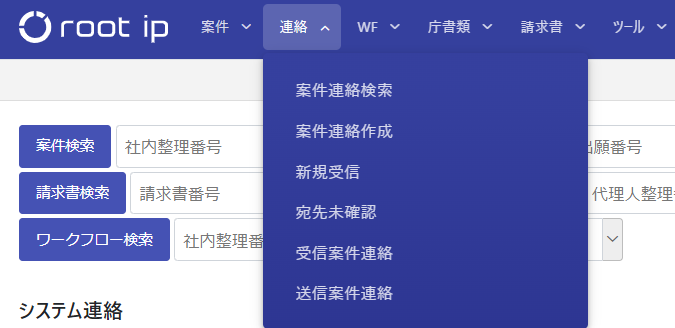 root ip 案件 連絡 WF 庁書類 請求書 ツール
案件連絡検索
案件連絡作成
新規受信
宛先未確認
受信案件連絡
送信案件連絡
案件検索 社内整理番号 出願番号
請求書検索 請求書番号 代理人整理
ワークフロー検索 社内整理番
システム連絡